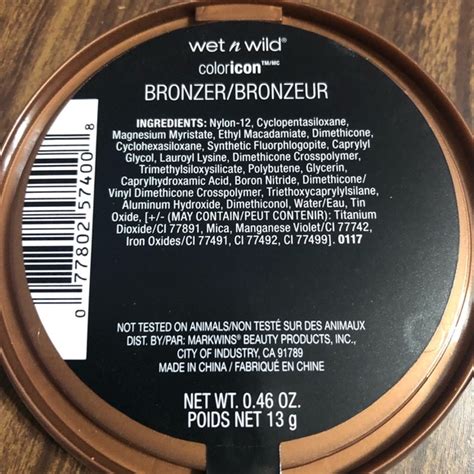 wet n wild®
coloricon™/MC
BRONZER/BRONZEUR
INGREDIENTS: Nylon-12, Cyclopentasiloxane,
Magnesium Myristate, Ethyl Macadamiate, Dimethicone,
Cyclohexasiloxane, Synthetic Fluorphlogopite, Caprylyl
Glycol, Lauroyl Lysine, Dimethicone Crosspolymer,
Trimethylsiloxysilicate, Polybutene, Glycerin,
Caprylhydroxamic Acid, Boron Nitride, Dimethicone/
Vinyl Dimethicone Crosspolymer, Triethoxycaprylylsilane,
Aluminum Hydroxide, Dimethiconol, Water/Eau, Tin
Oxide, [+/- (MAY CONTAIN/PEUT CONTENIR): Titanium
Dioxide/CI 77891, Mica, Manganese Violet/CI 77742,
Iron Oxides/CI 77491, CI 77492, CI 77499]. 0117
NOT TESTED ON ANIMALS/NON TESTÉ SUR DES ANIMAUX
DIST. BY/PAR: MARKWINS® BEAUTY PRODUCTS, INC.,
CITY OF INDUSTRY, CA 91789
MADE IN CHINA / FABRIQUÉ EN CHINE
NET WT. 0.46 OZ.
POIDS NET 13 g
0 77802 57400 8